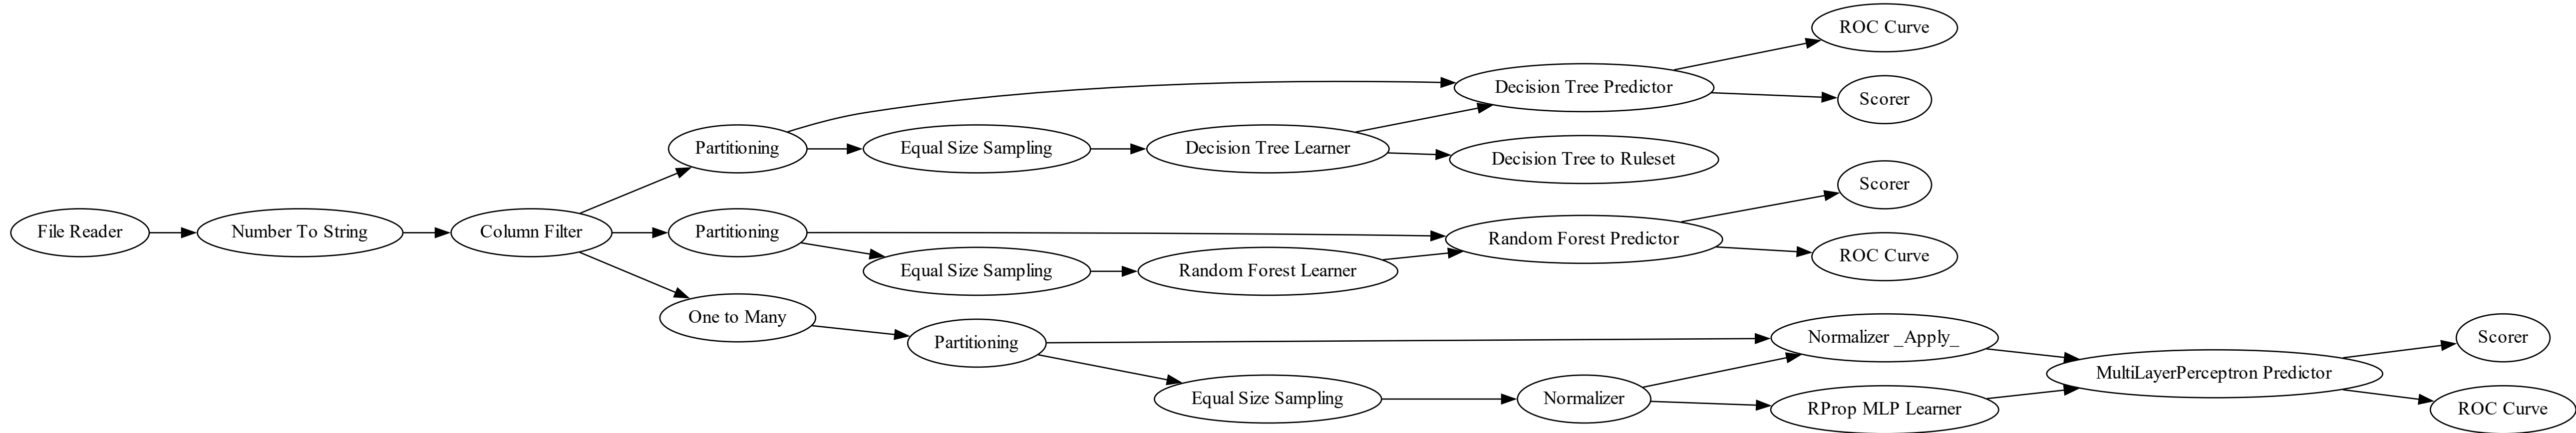 File Reader
Number To String
Column Filter
Partitioning
Equal Size Sampling
Decision Tree Learner
Decision Tree Predictor
Decision Tree to Ruleset
ROC Curve
Scorer
Partitioning
Equal Size Sampling
Random Forest Learner
Random Forest Predictor
Scorer
ROC Curve
One to Many
Partitioning
Equal Size Sampling
Normalizer
Normalizer _Apply_
RProp MLP Learner
MultiLayerPerceptron Predictor
Scorer
ROC Curve